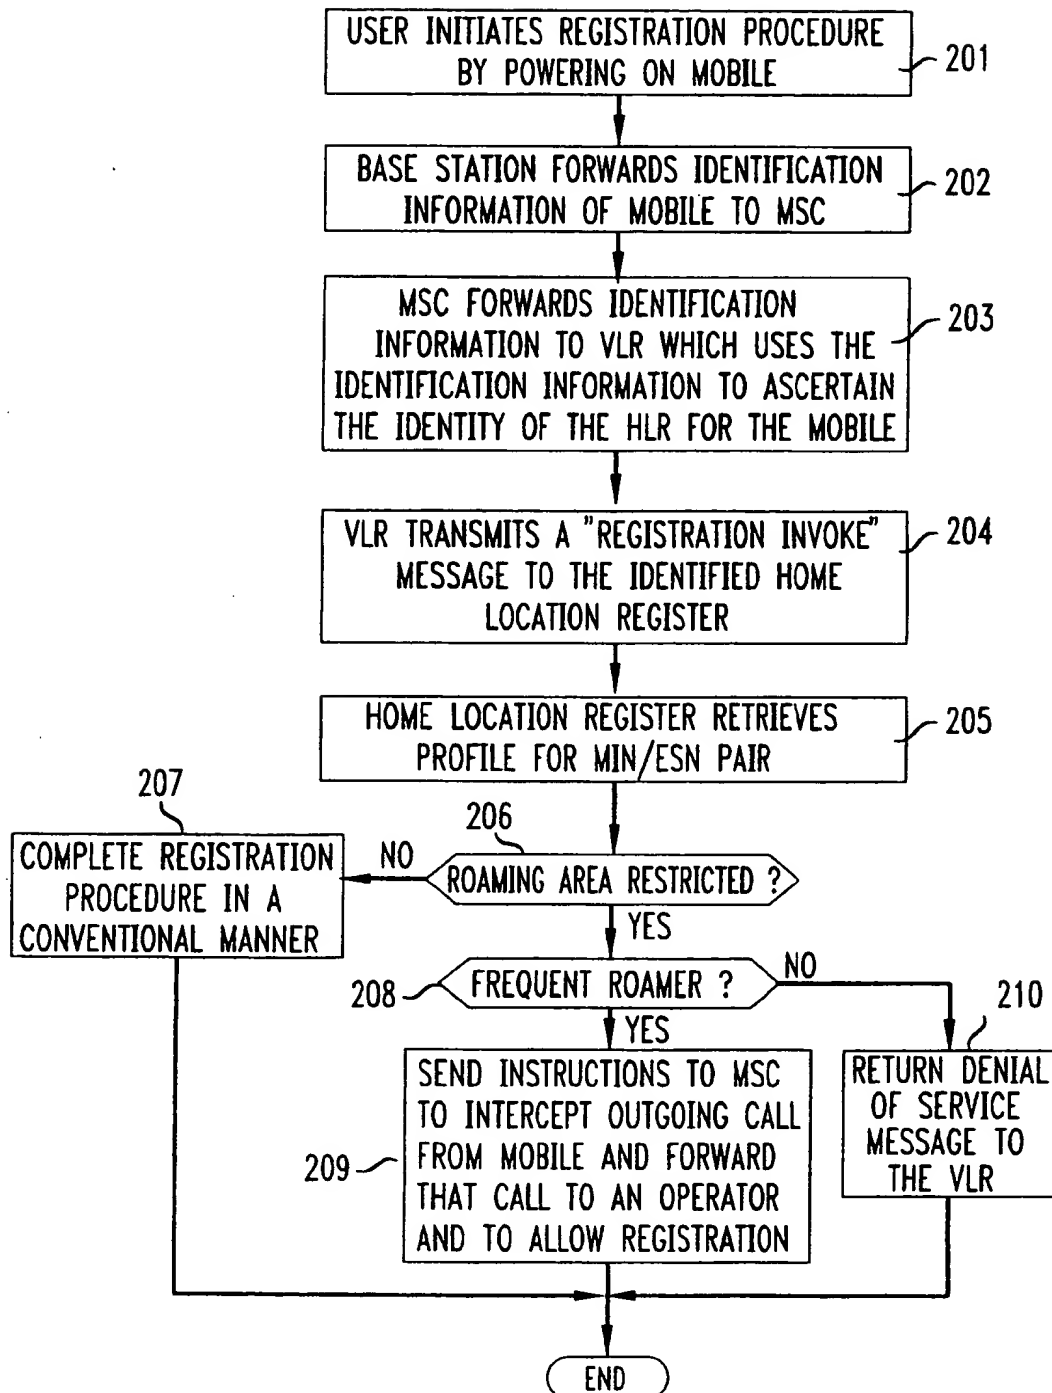 USER INITIATES REGISTRATION PROCEDURE
BY POWERING ON MOBILE
201
BASE STATION FORWARDS IDENTIFICATION
INFORMATION OF MOBILE TO MSC
202
MSC FORWARDS IDENTIFICATION
INFORMATION TO VLR WHICH USES THE
IDENTIFICATION INFORMATION TO ASCERTAIN
THE IDENTITY OF THE HLR FOR THE MOBILE
203
VLR TRANSMITS A "REGISTRATION INVOKE"
MESSAGE TO THE IDENTIFIED HOME
LOCATION REGISTER
204
HOME LOCATION REGISTER RETRIEVES
PROFILE FOR MIN/ESN PAIR
205
206
ROAMING AREA RESTRICTED ?
NO
YES
207
COMPLETE REGISTRATION
PROCEDURE IN A
CONVENTIONAL MANNER
208
FREQUENT ROAMER ?
NO
YES
209
SEND INSTRUCTIONS TO MSC
TO INTERCEPT OUTGOING CALL
FROM MOBILE AND FORWARD
THAT CALL TO AN OPERATOR
AND TO ALLOW REGISTRATION
210
RETURN DENIAL
OF SERVICE
MESSAGE TO
THE VLR
END